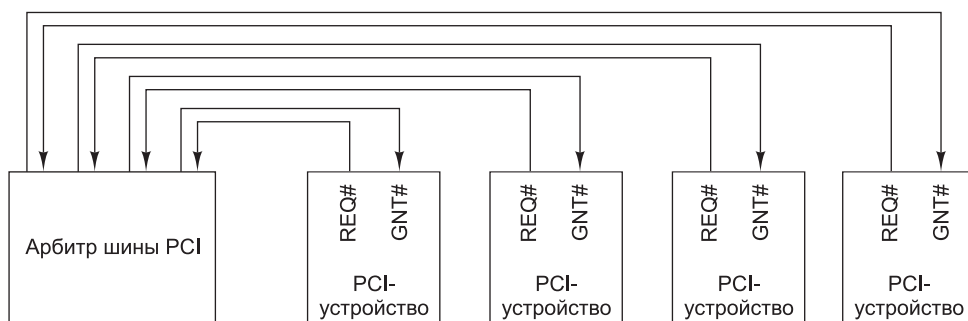 REQ#
GNT#
REQ#
GNT#
REQ#
GNT#
REQ#
GNT#
Арбитр шины PCI
PCI-
устройство
PCI-
устройство
PCI-
устройство
PCI-
устройство